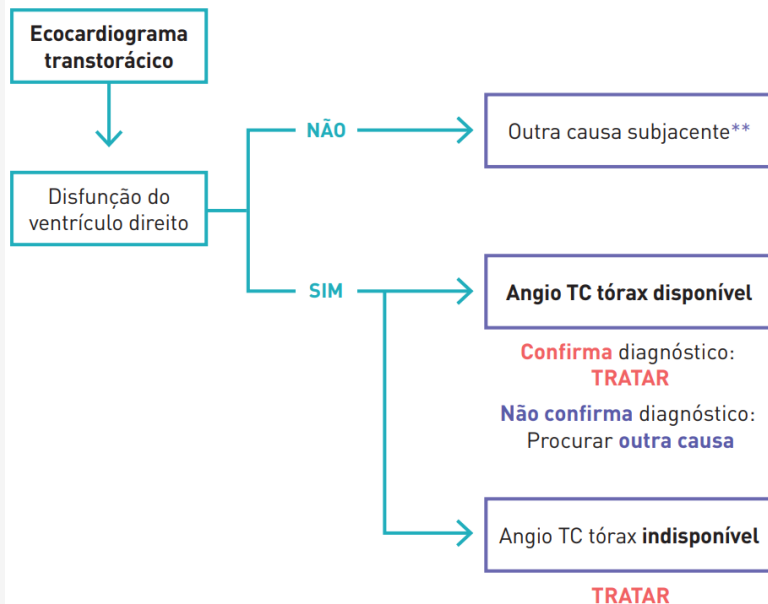 Ecocardiograma
transtorácico
NÃO
Outra causa subjacente**
Disfunção do
ventrículo direito
SIM
Angio TC tórax disponível
Confirma diagnóstico:
TRATAR
Não confirma diagnóstico:
Procurar outra causa
Angio TC tórax indisponível
TRATAR